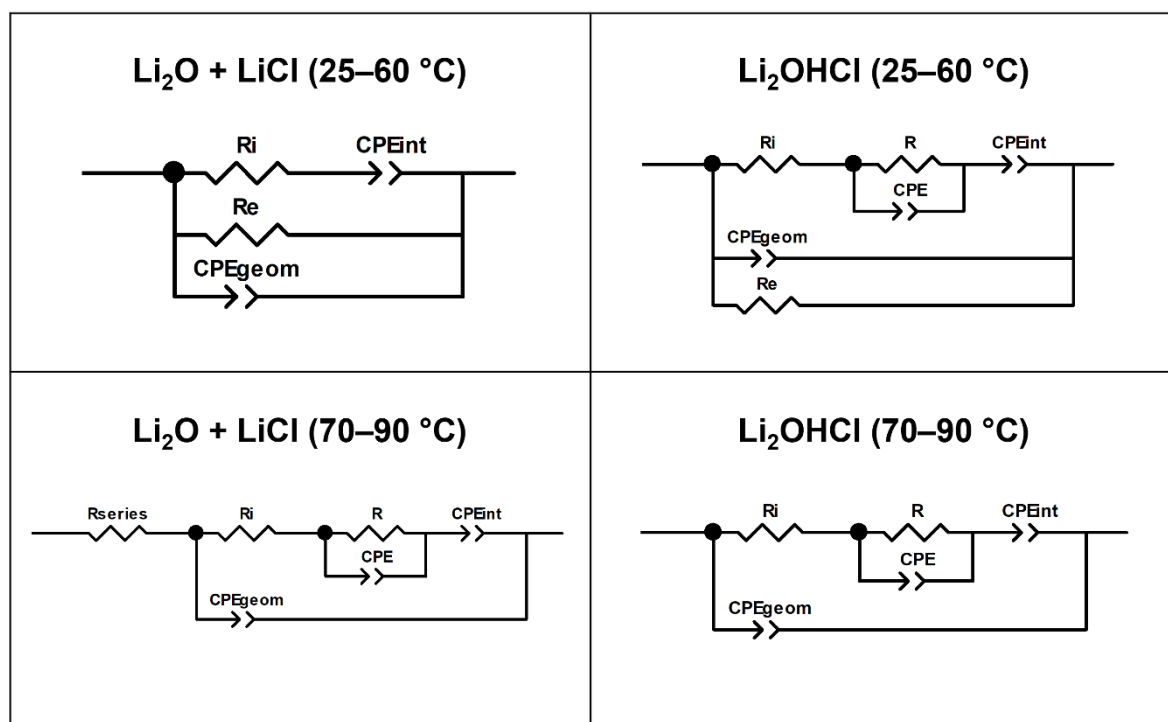 Li₂O + LiCl (25–60 °C)
Ri
CPEint
Re
CPEgeom
Li₂OHCl (25–60 °C)
Ri
R
CPEint
CPE
CPEgeom
Re
Li₂O + LiCl (70–90 °C)
Rseries
Ri
R
CPEint
CPE
CPEgeom
Li₂OHCl (70–90 °C)
Ri
R
CPEint
CPE
CPEgeom